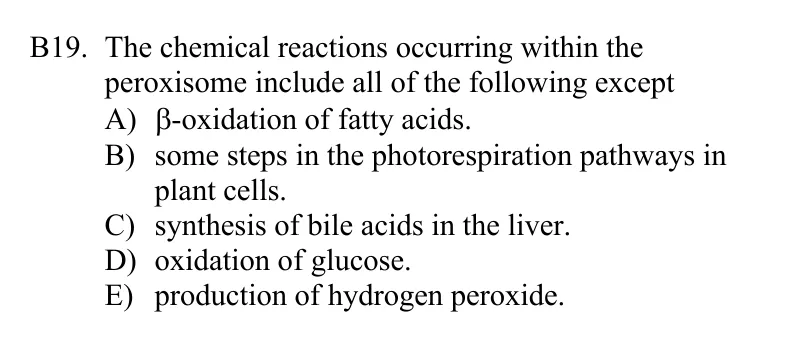 B19. The chemical reactions occurring within the
peroxisome include all of the following except
A) β-oxidation of fatty acids.
B) some steps in the photorespiration pathways in
plant cells.
C) synthesis of bile acids in the liver.
D) oxidation of glucose.
E) production of hydrogen peroxide.